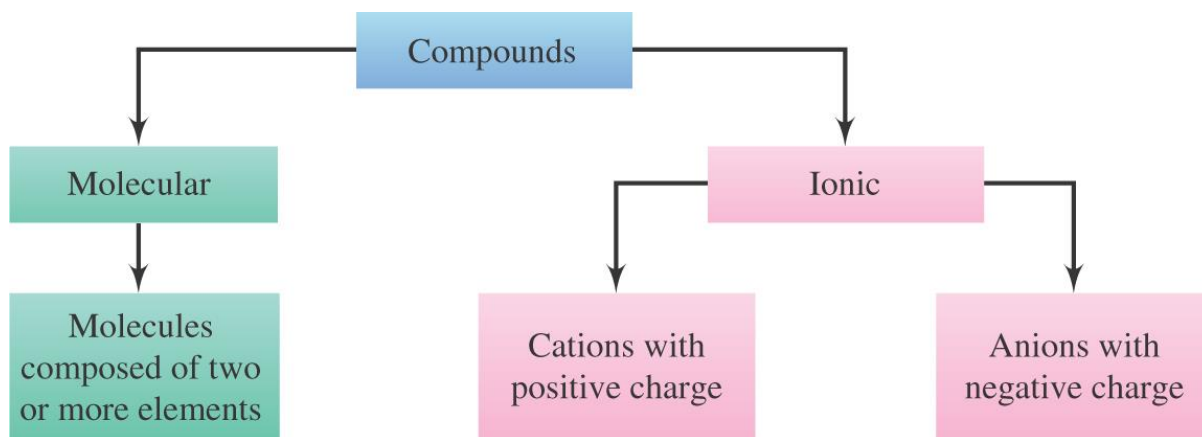 Compounds
Molecular
Ionic
Molecules
composed of two
or more elements
Cations with
positive charge
Anions with
negative charge